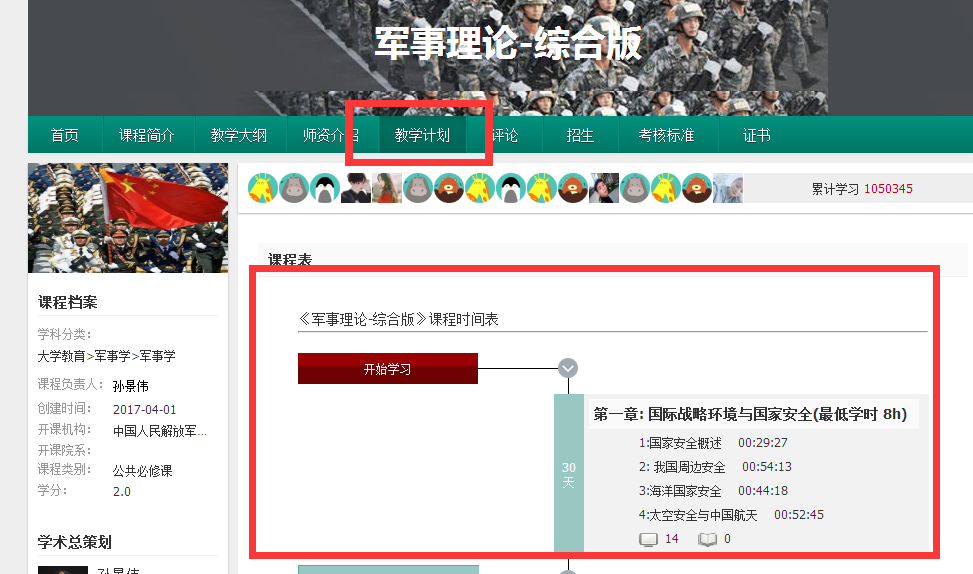 军事理论-综合版
首页 课程简介 教学大纲 师资介绍 教学计划 评论 招生 考核标准 证书
累计学习 1050345
课程表
课程档案
学科分类:
大学教育>军事学>军事学
课程负责人: 孙景伟
创建时间: 2017-04-01
开课机构: 中国人民解放军...
开课院系:
课程类别: 公共必修课
学分: 2.0
学术总策划
孙景伟
《军事理论-综合版》课程时间表
开始学习
第一章: 国际战略环境与国家安全(最低学时 8h)
30
天
1:国家安全概述 00:29:27
2: 我国周边安全 00:54:13
3:海洋国家安全 00:44:18
4:太空安全与中国航天 00:52:45
14 0